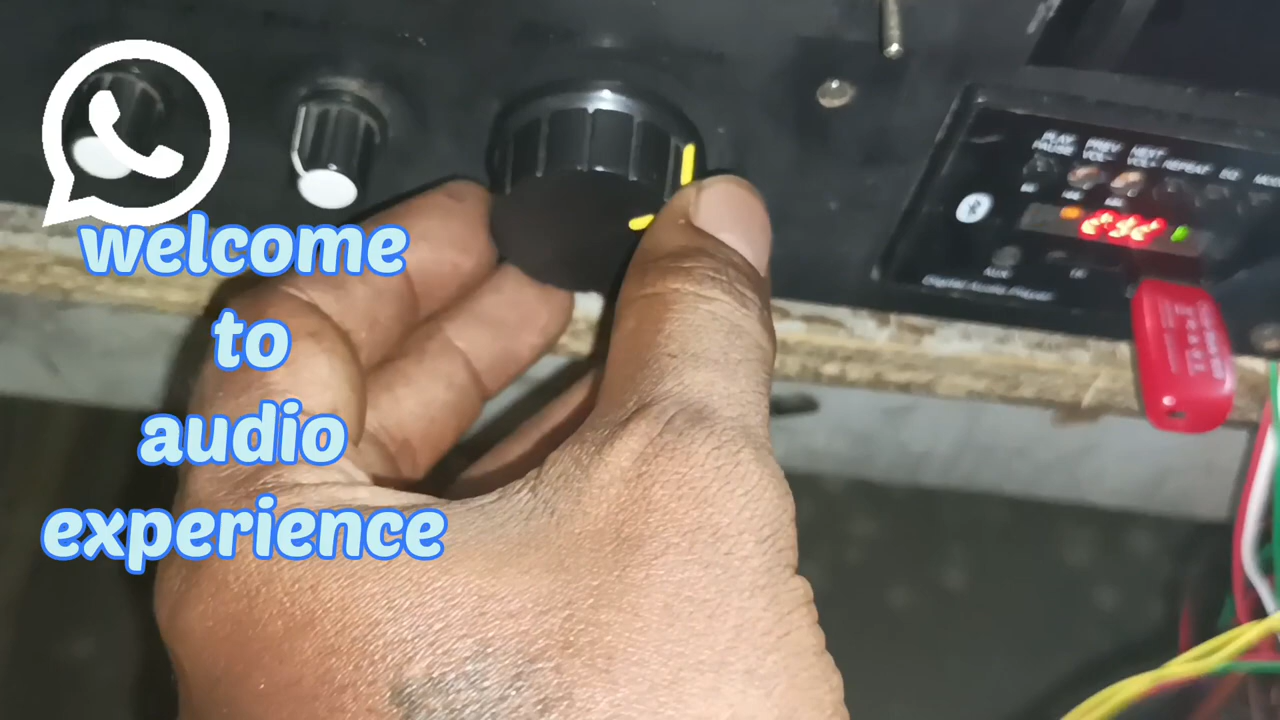 welcome
to
audio
experience
PLAY PREV NEXT
PAUSE VOL- VOL+ REPEAT EQ
AUX
Digital Audio Player